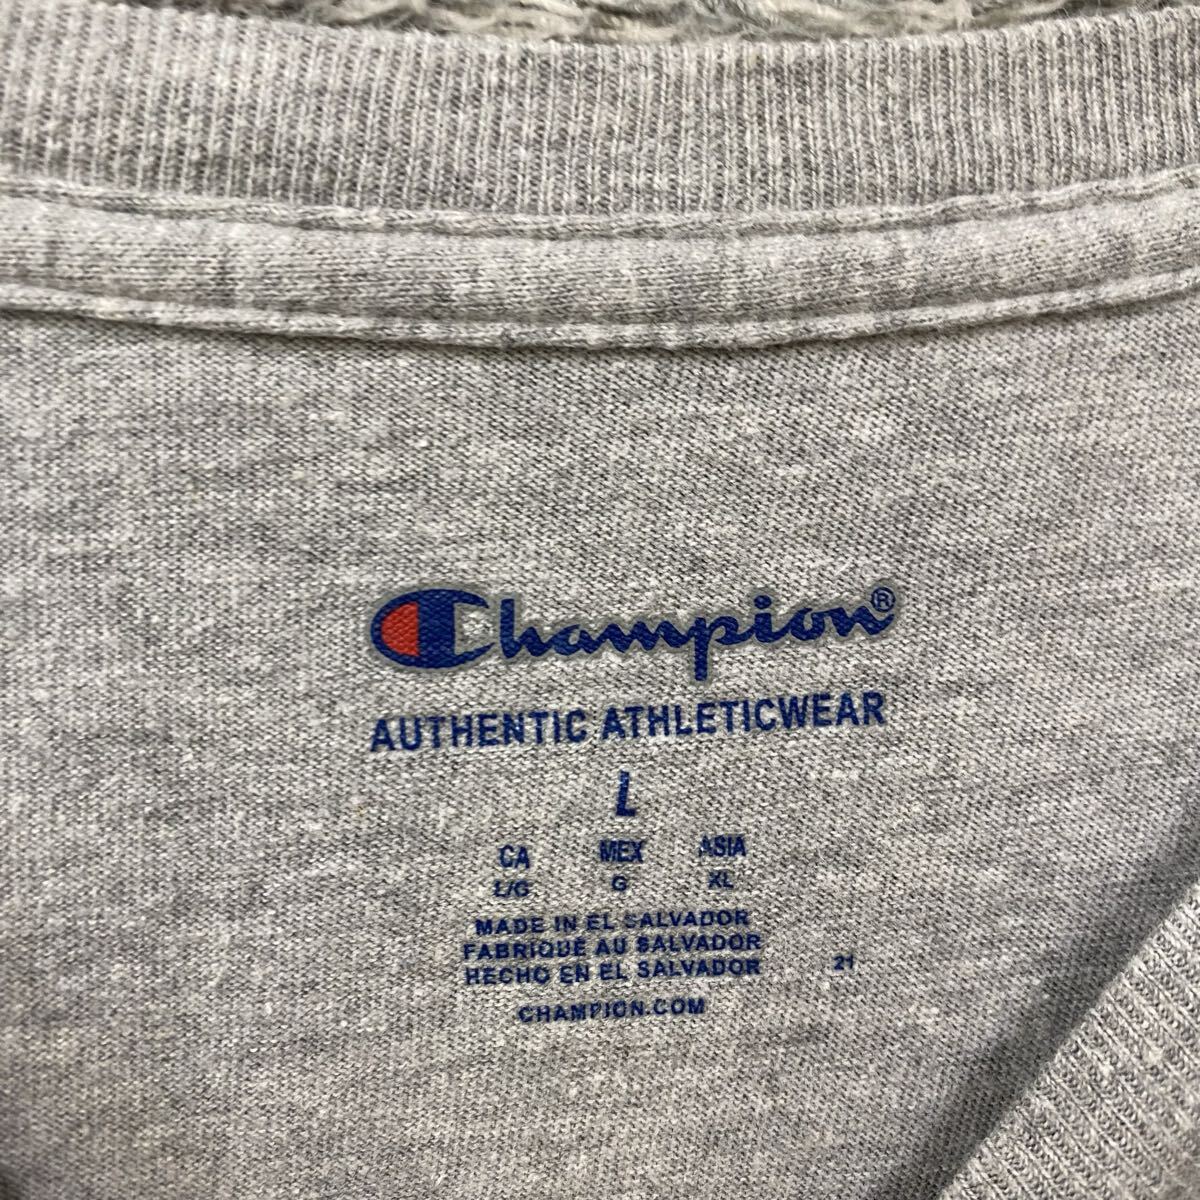 Champion®
AUTHENTIC ATHLETICWEAR
L
CA MEX ASIA
L/G G XL
MADE IN EL SALVADOR
FABRIQUÉ AU SALVADOR
HECHO EN EL SALVADOR 21
CHAMPION.COM